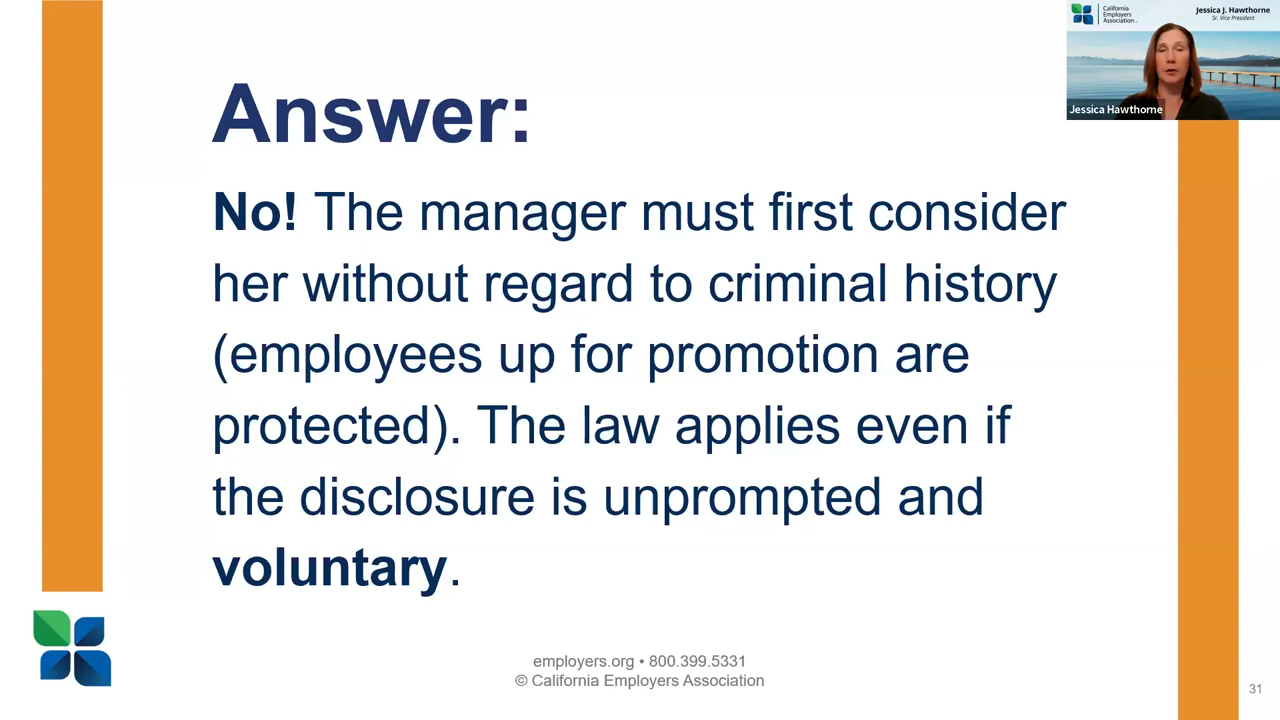 California
Employers
Association
Jessica J. Hawthorne
Sr. Vice President
Jessica Hawthorne
Answer:
No! The manager must first consider
her without regard to criminal history
(employees up for promotion are
protected). The law applies even if
the disclosure is unprompted and
voluntary.
employers.org • 800.399.5331
© California Employers Association
31